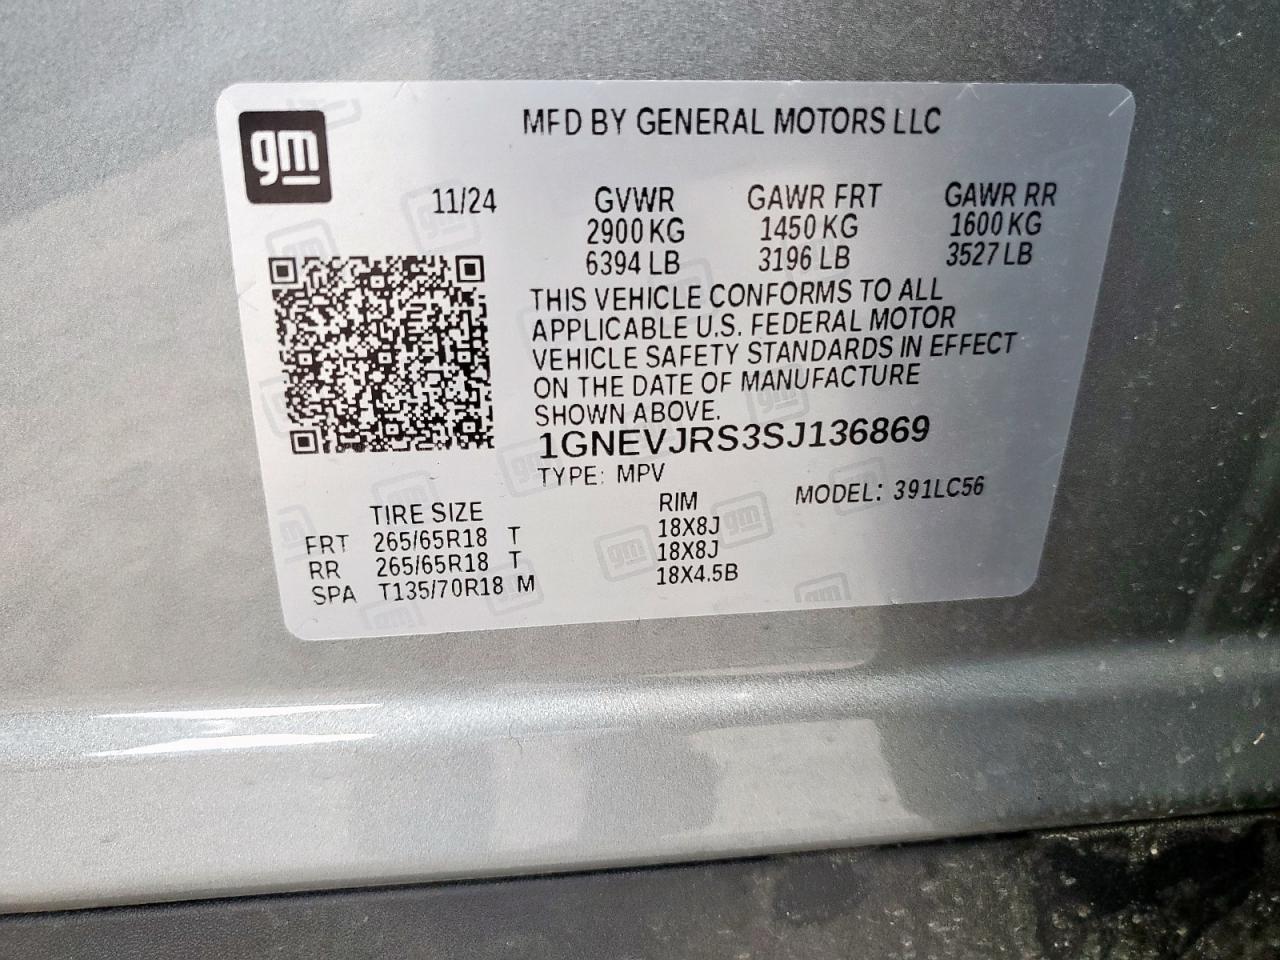 gm
MFD BY GENERAL MOTORS LLC
11/24 GVWR GAWR FRT GAWR RR
2900 KG 1450 KG 1600 KG
6394 LB 3196 LB 3527 LB
THIS VEHICLE CONFORMS TO ALL
APPLICABLE U.S. FEDERAL MOTOR
VEHICLE SAFETY STANDARDS IN EFFECT
ON THE DATE OF MANUFACTURE
SHOWN ABOVE.
1GNEVJRS3SJ136869
TYPE: MPV
MODEL: 391LC56
TIRE SIZE RIM
FRT 265/65R18 T 18X8J
RR 265/65R18 T 18X8J
SPA T135/70R18 M 18X4.5B